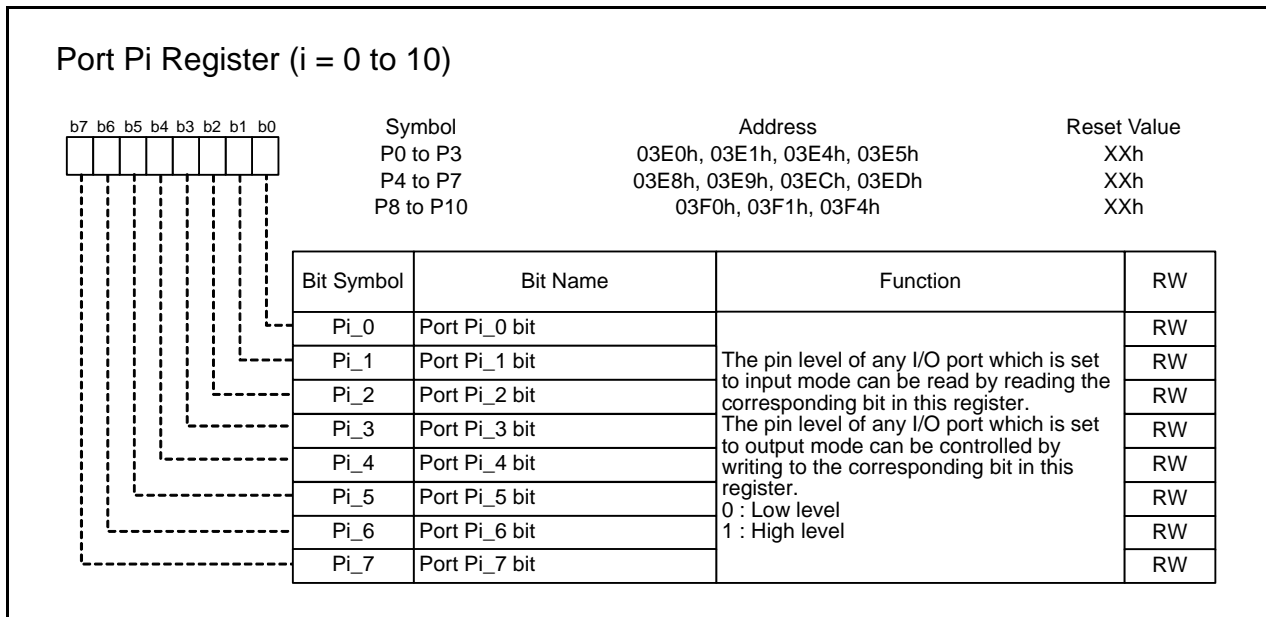 Port Pi Register (i = 0 to 10)
b7 b6 b5 b4 b3 b2 b1 b0
Symbol Address Reset Value
P0 to P3 03E0h, 03E1h, 03E4h, 03E5h XXh
P4 to P7 03E8h, 03E9h, 03ECh, 03EDh XXh
P8 to P10 03F0h, 03F1h, 03F4h XXh
Bit Symbol Bit Name Function RW
Pi_0 Port Pi_0 bit RW
Pi_1 Port Pi_1 bit RW
Pi_2 Port Pi_2 bit RW
Pi_3 Port Pi_3 bit RW
Pi_4 Port Pi_4 bit RW
Pi_5 Port Pi_5 bit RW
Pi_6 Port Pi_6 bit RW
Pi_7 Port Pi_7 bit RW
The pin level of any I/O port which is set
to input mode can be read by reading the
corresponding bit in this register.
The pin level of any I/O port which is set
to output mode can be controlled by
writing to the corresponding bit in this
register.
0 : Low level
1 : High level